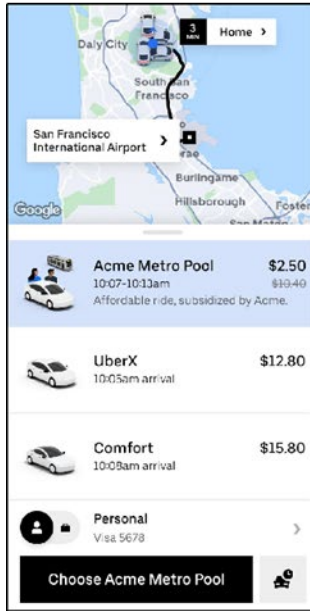 Daly City
3
MIN
Home
South San
Francisco
San Francisco
International Airport
Burlingame
Hillsborough
Foster
Google
Acme Metro Pool
$2.50
10:07-10:13am
$10.40
Affordable ride, subsidized by Acme.
UberX
$12.80
10:05am arrival
Comfort
$15.80
10:08am arrival
Personal
Visa 5678
Choose Acme Metro Pool